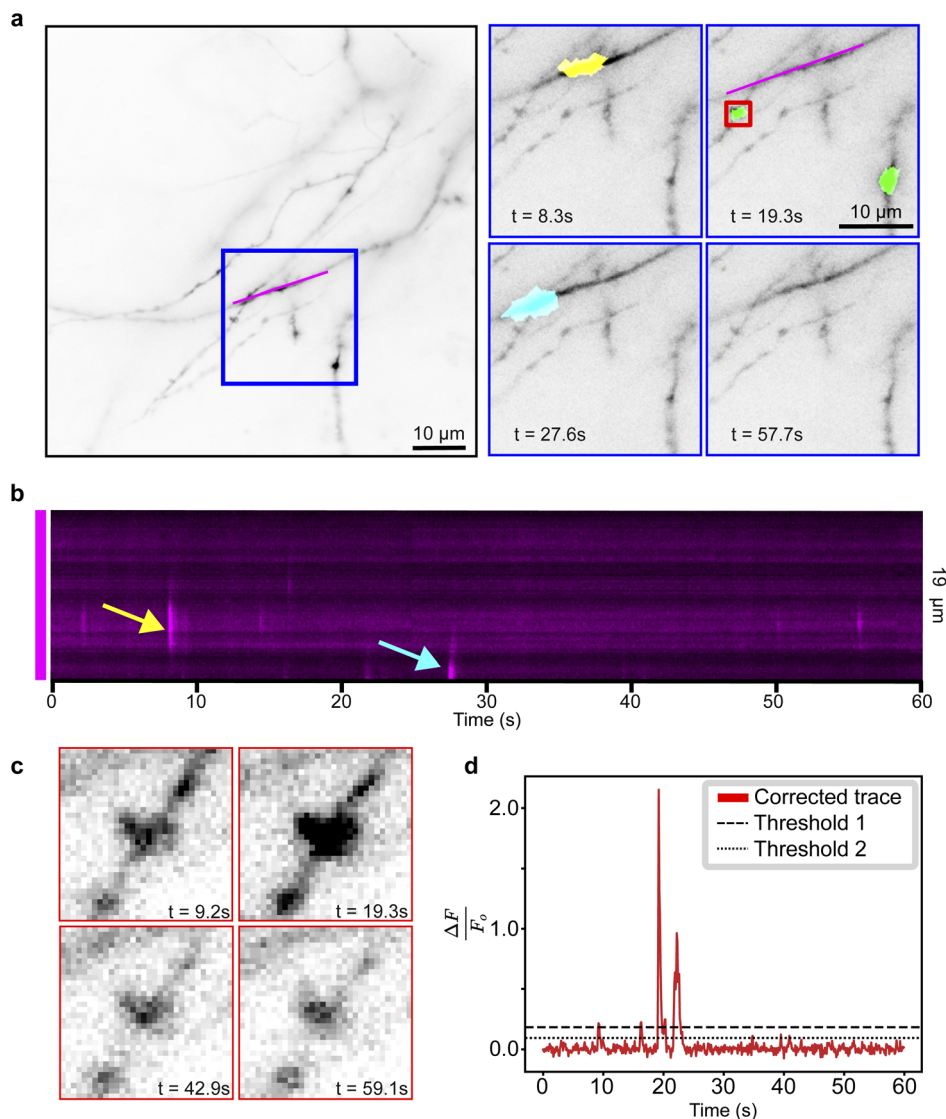 a
10 µm
t = 8.3s
t = 19.3s
10 µm
t = 27.6s
t = 57.7s
b
19 µm
0 10 20 30 40 50 60
Time (s)
c
t = 9.2s
t = 19.3s
t = 42.9s
t = 59.1s
d
Corrected trace
Threshold 1
Threshold 2
2.0
1.0
0.0
ΔF
Fo
0 10 20 30 40 50 60
Time (s)